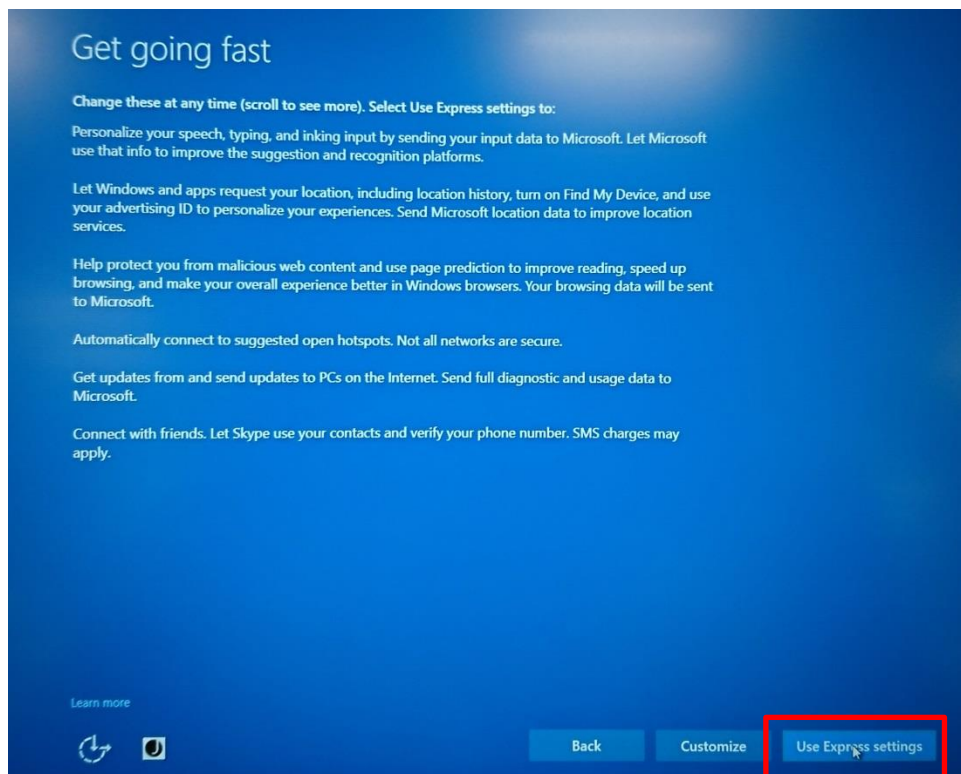 Get going fast
Change these at any time (scroll to see more). Select Use Express settings to:
Personalize your speech, typing, and inking input by sending your input data to Microsoft. Let Microsoft
use that info to improve the suggestion and recognition platforms.
Let Windows and apps request your location, including location history, turn on Find My Device, and use
your advertising ID to personalize your experiences. Send Microsoft location data to improve location
services.
Help protect you from malicious web content and use page prediction to improve reading, speed up
browsing, and make your overall experience better in Windows browsers. Your browsing data will be sent
to Microsoft.
Automatically connect to suggested open hotspots. Not all networks are secure.
Get updates from and send updates to PCs on the Internet. Send full diagnostic and usage data to
Microsoft.
Connect with friends. Let Skype use your contacts and verify your phone number. SMS charges may
apply.
Learn more
Back
Customize
Use Express settings